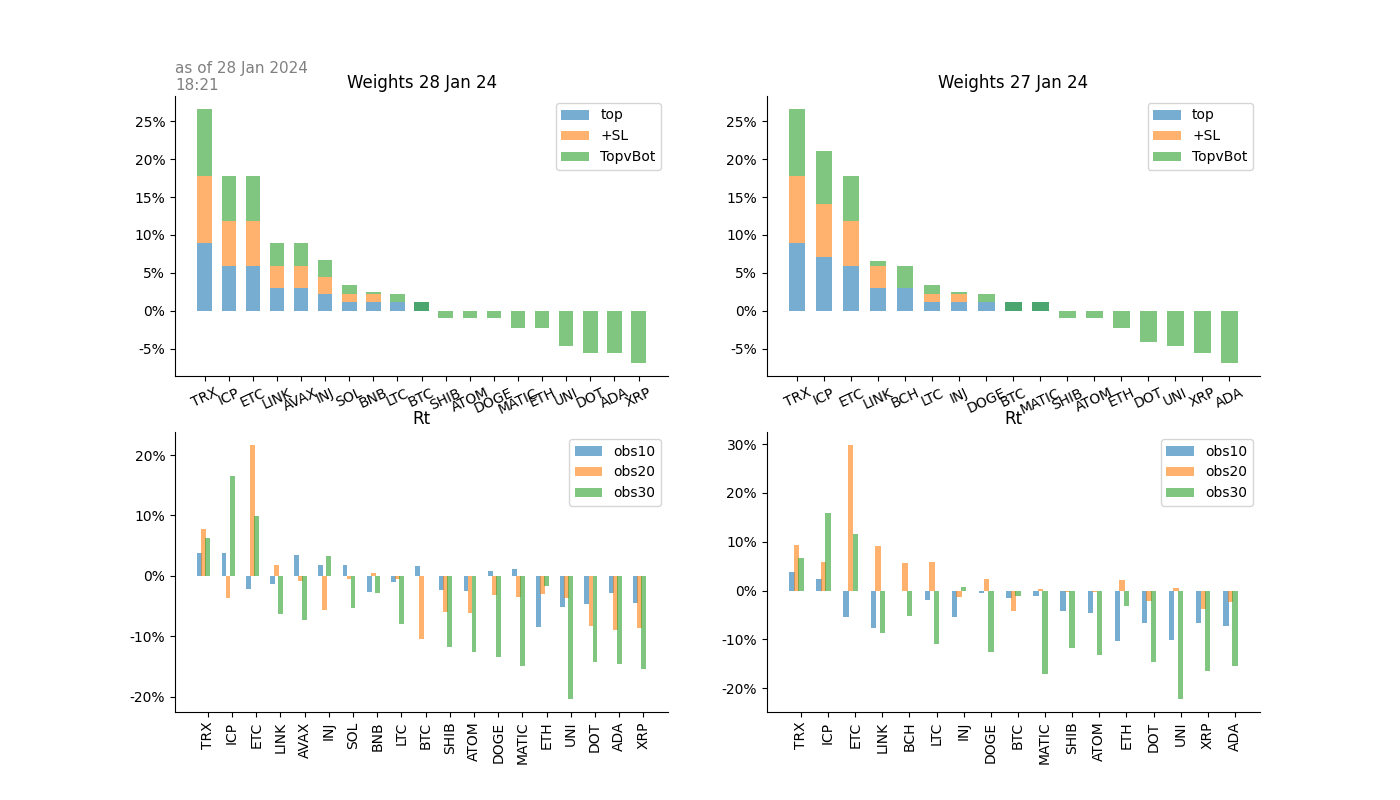 as of 28 Jan 2024
18:21
Weights 28 Jan 24
25%
20%
15%
10%
5%
0%
-5%
top
+SL
TopvBot
TRX ICP ETC LINK AVAX INJ SOL BNB LTC BTC SHIB ATOM DOGE MATIC ETH UNI DOT ADA XRP
Weights 27 Jan 24
25%
20%
15%
10%
5%
0%
-5%
top
+SL
TopvBot
TRX ICP ETC LINK BCH LTC INJ DOGE BTC MATIC SHIB ATOM ETH DOT UNI XRP ADA
Rt
20%
10%
0%
-10%
-20%
obs10
obs20
obs30
TRX ICP ETC LINK AVAX INJ SOL BNB LTC BTC SHIB ATOM DOGE MATIC ETH UNI DOT ADA XRP
Rt
30%
20%
10%
0%
-10%
-20%
obs10
obs20
obs30
TRX ICP ETC LINK BCH LTC INJ DOGE BTC MATIC SHIB ATOM ETH DOT UNI XRP ADA